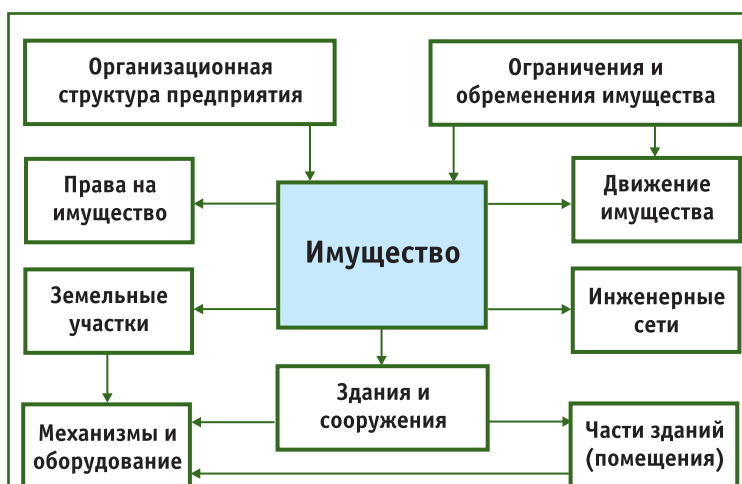 Организационная
структура предприятия
Ограничения и
обременения имущества
Права на
имущество
Имущество
Движение
имущества
Земельные
участки
Инженерные
сети
Здания и
сооружения
Механизмы и
оборудование
Части зданий
(помещения)